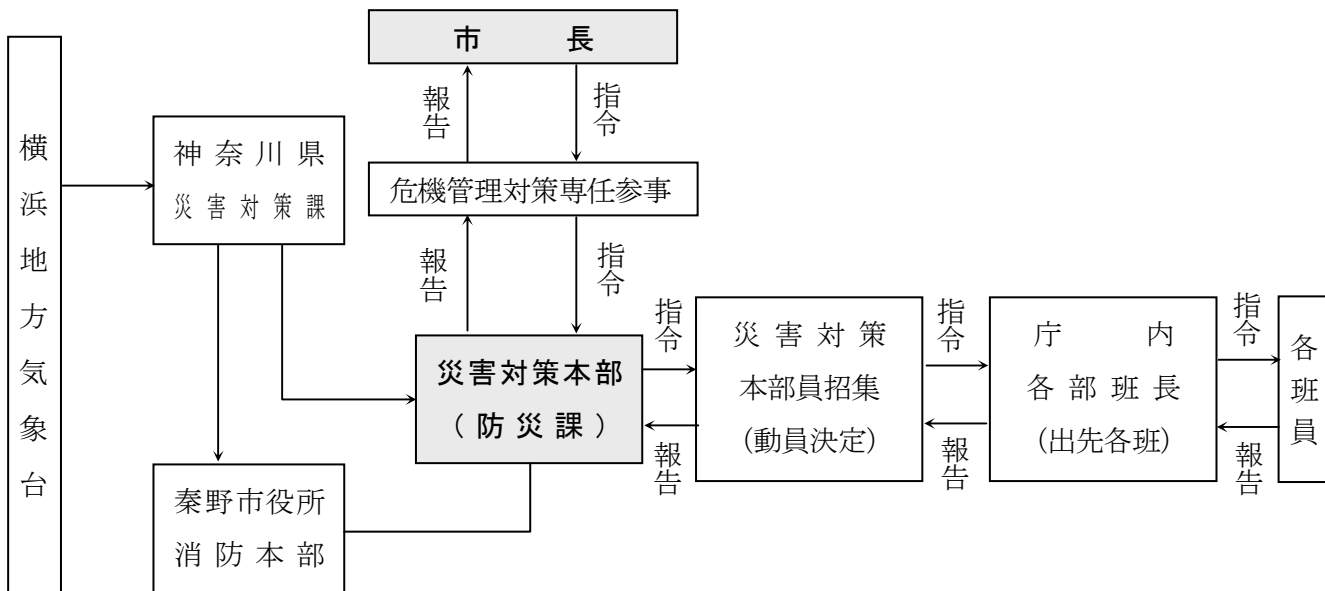 市 長
報告
指令
横浜地方気象台
神奈川県
災害対策課
危機管理対策専任参事
報告
指令
災害対策本部
（防災課）
指令
報告
災害対策
本部員招集
(動員決定)
指令
報告
庁 内
各部班長
(出先各班)
指令
報告
各班員
秦野市役所
消防本部